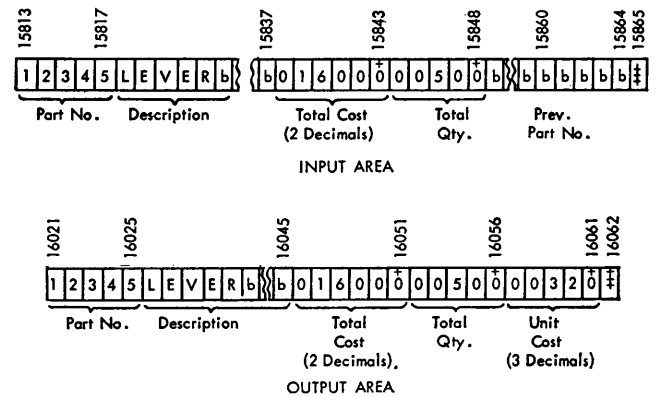 15813 15817 15837 15843 15848 15860 15864 15865
+ +
1 2 3 4 5 L E V E R b b 0 1 6 0 0 0 0 0 5 0 0 b b b b b b b ‡
Part No. Description Total Cost Total Prev.
(2 Decimals) Qty. Part No.
INPUT AREA
16021 16025 16045 16051 16056 16061 16062
+ + +
1 2 3 4 5 L E V E R b b 0 1 6 0 0 0 0 0 5 0 0 0 0 3 2 0 ‡
Part No. Description Total Total Unit
Cost Qty. Cost
(2 Decimals). (3 Decimals)
OUTPUT AREA